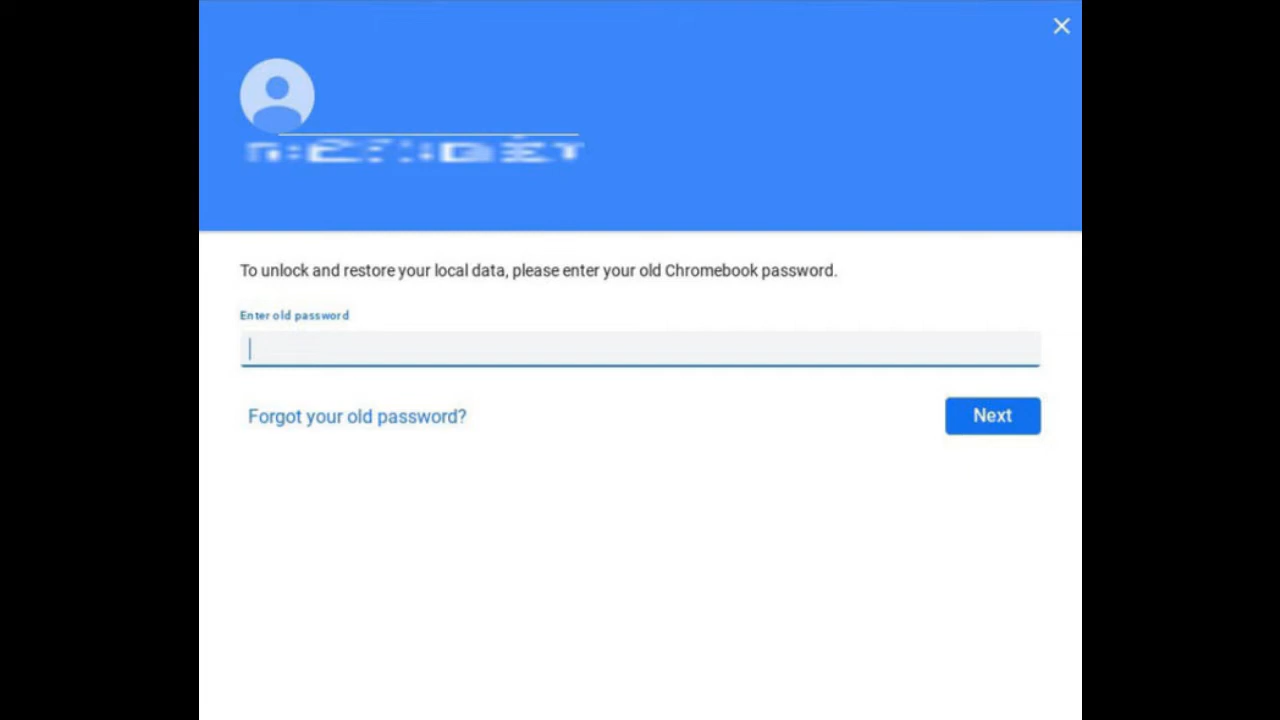 To unlock and restore your local data, please enter your old Chromebook password.
Enter old password
Forgot your old password?
Next